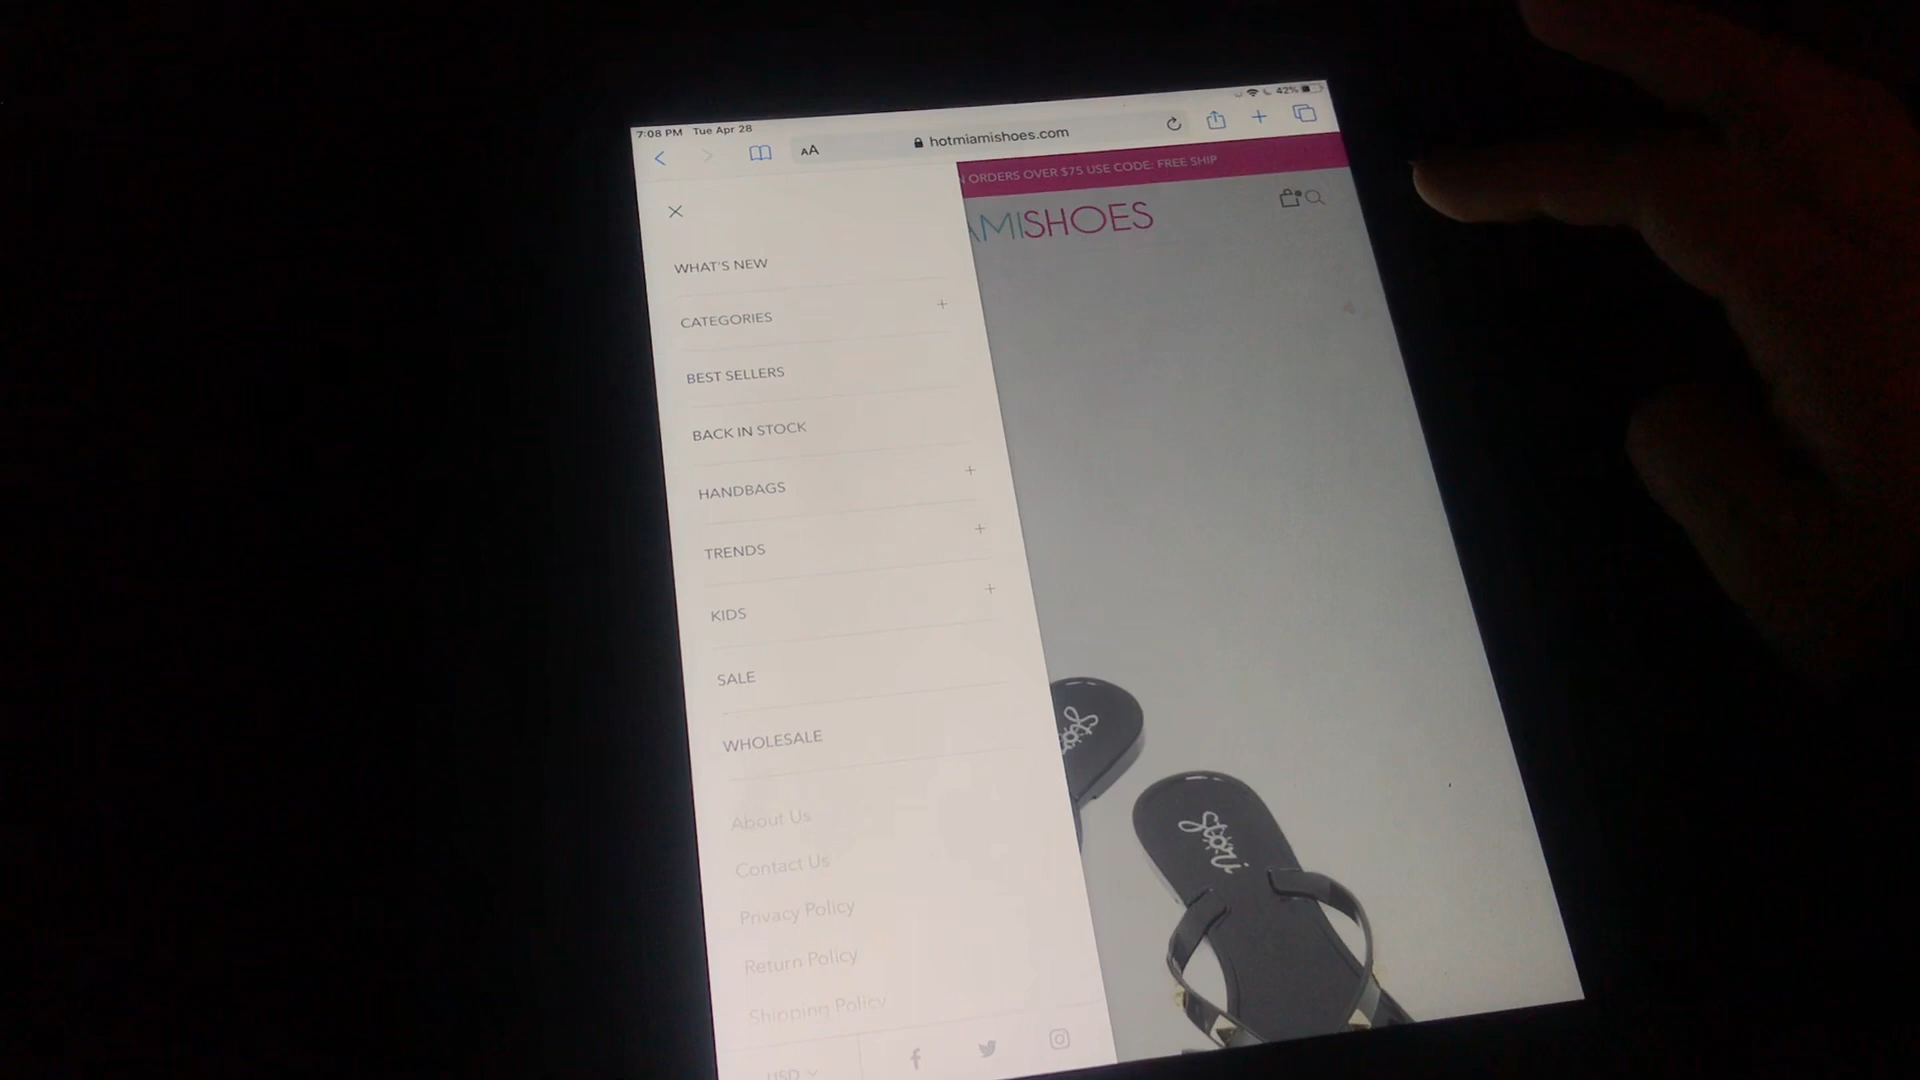 7:08 PM Tue Apr 28
42%
AA
hotmiamishoes.com
ORDERS OVER $75 USE CODE: FREE SHIP
AMISHOES
WHAT'S NEW
CATEGORIES
BEST SELLERS
BACK IN STOCK
HANDBAGS
TRENDS
KIDS
SALE
WHOLESALE
About Us
Contact Us
Privacy Policy
Return Policy
Shipping Policy
USD